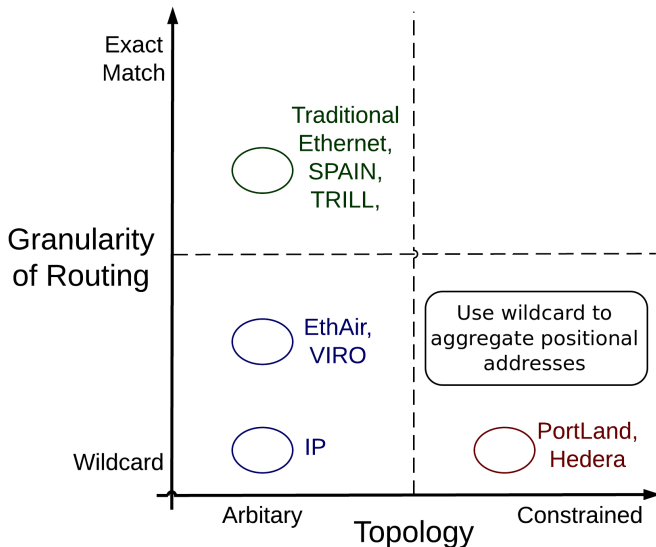 Exact
Match
Traditional
Ethernet,
SPAIN,
TRILL,
Granularity
of Routing
EthAir,
VIRO
Use wildcard to
aggregate positional
addresses
Wildcard
IP
PortLand,
Hedera
Arbitary
Topology
Constrained